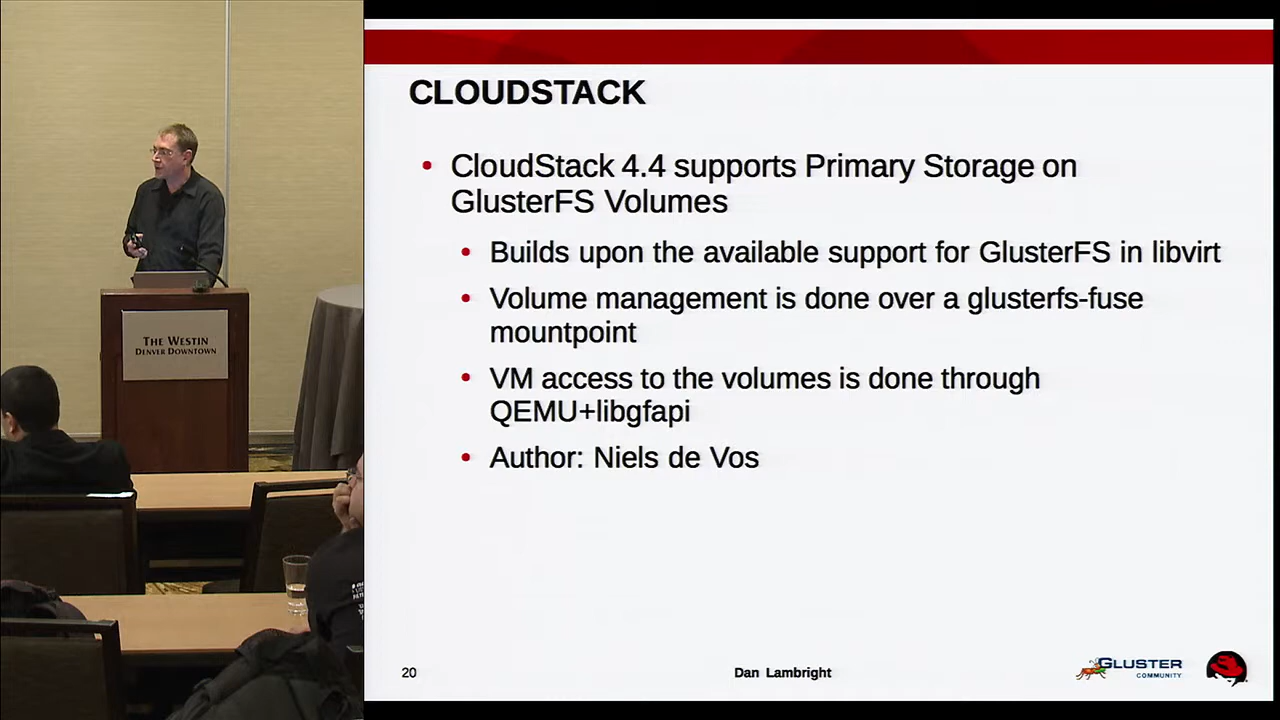 CLOUDSTACK
• CloudStack 4.4 supports Primary Storage on
GlusterFS Volumes
• Builds upon the available support for GlusterFS in libvirt
• Volume management is done over a glusterfs-fuse
mountpoint
• VM access to the volumes is done through
QEMU+libgfapi
• Author: Niels de Vos
20
Dan Lambright
GLUSTER
COMMUNITY
THE WESTIN
DENVER DOWNTOWN